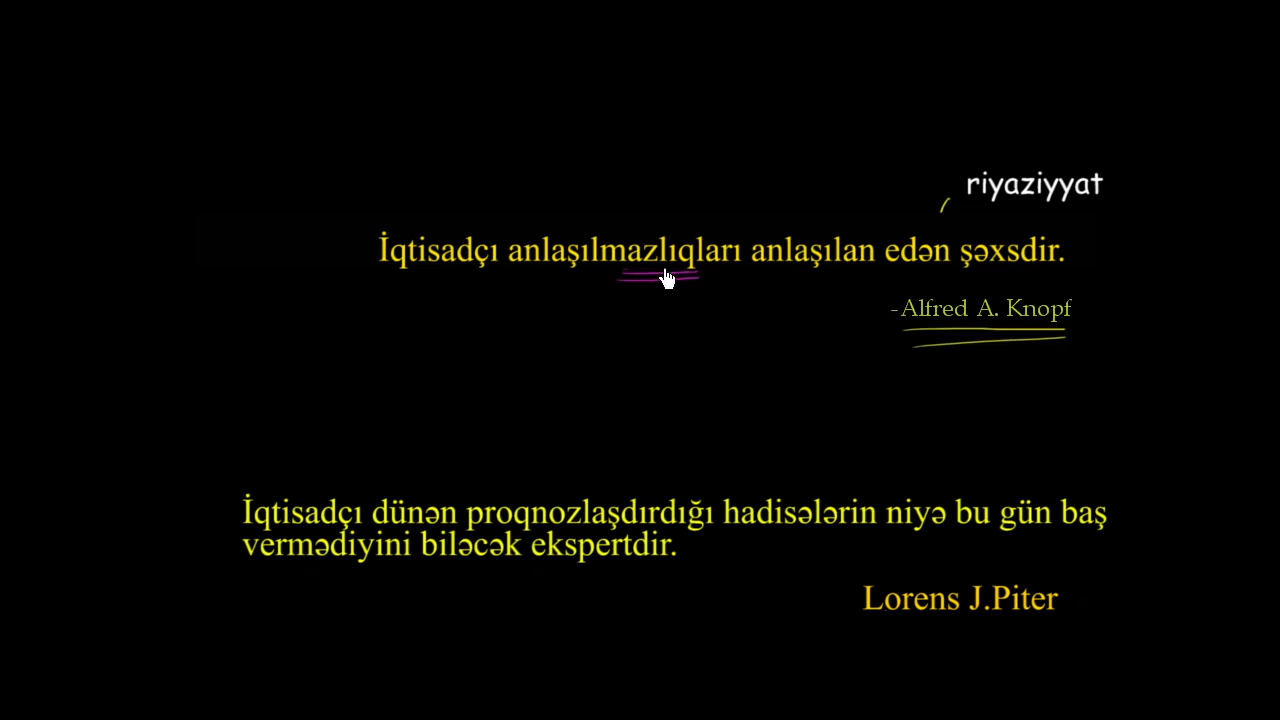 riyaziyyat
İqtisadçı anlaşılmazlıqları anlaşılan edən şəxsdir.
-Alfred A. Knopf
İqtisadçı dünən proqnozlaşdırdığı hadisələrin niyə bu gün baş
vermədiyini biləcək ekspertdir.
Lorens J.Piter